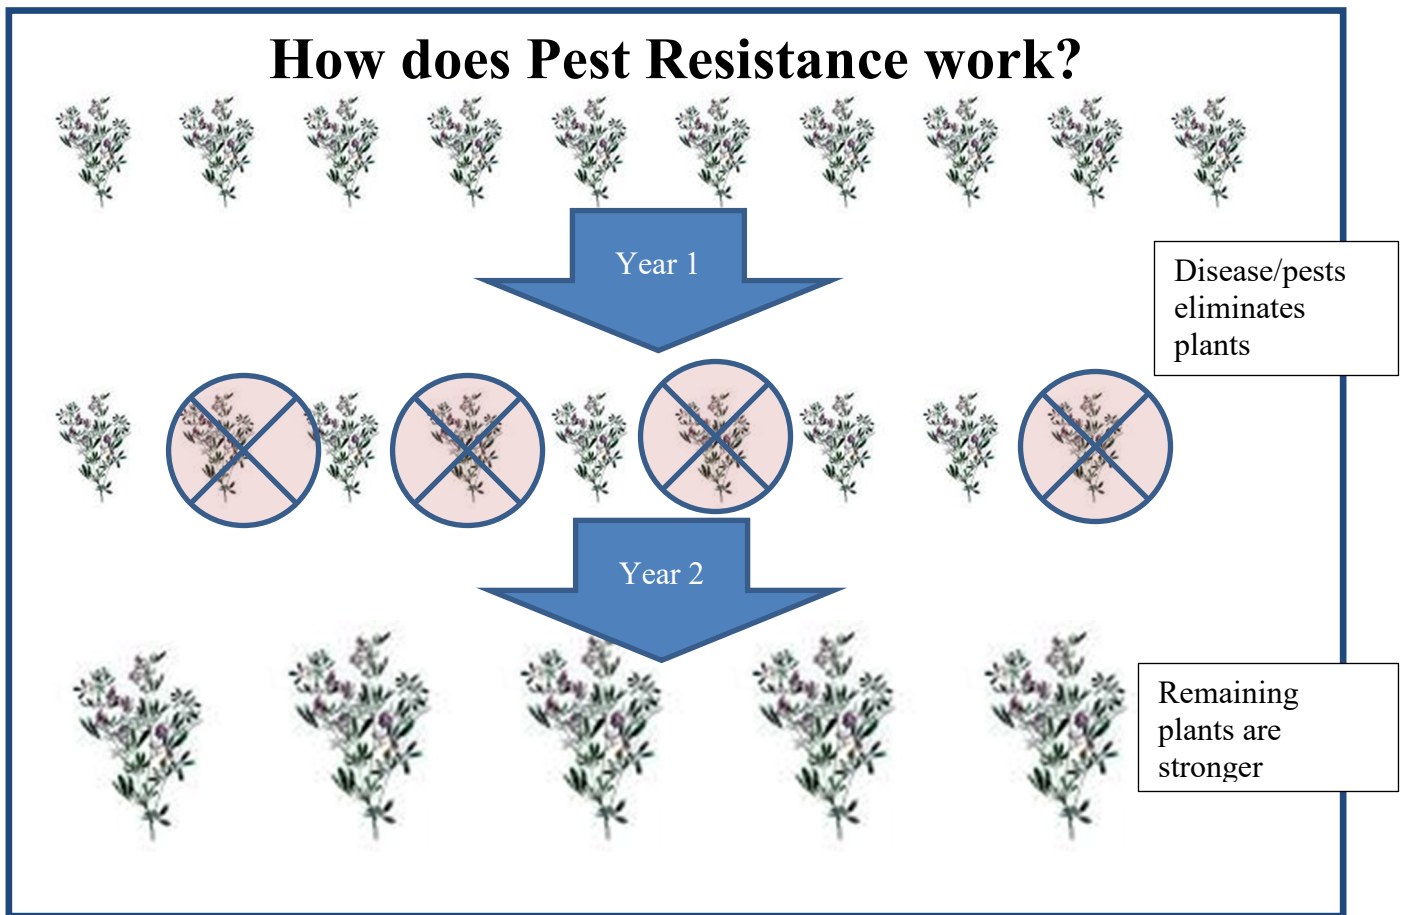 How does Pest Resistance work?
Year 1
Disease/pests
eliminates
plants
Year 2
Remaining
plants are
stronger